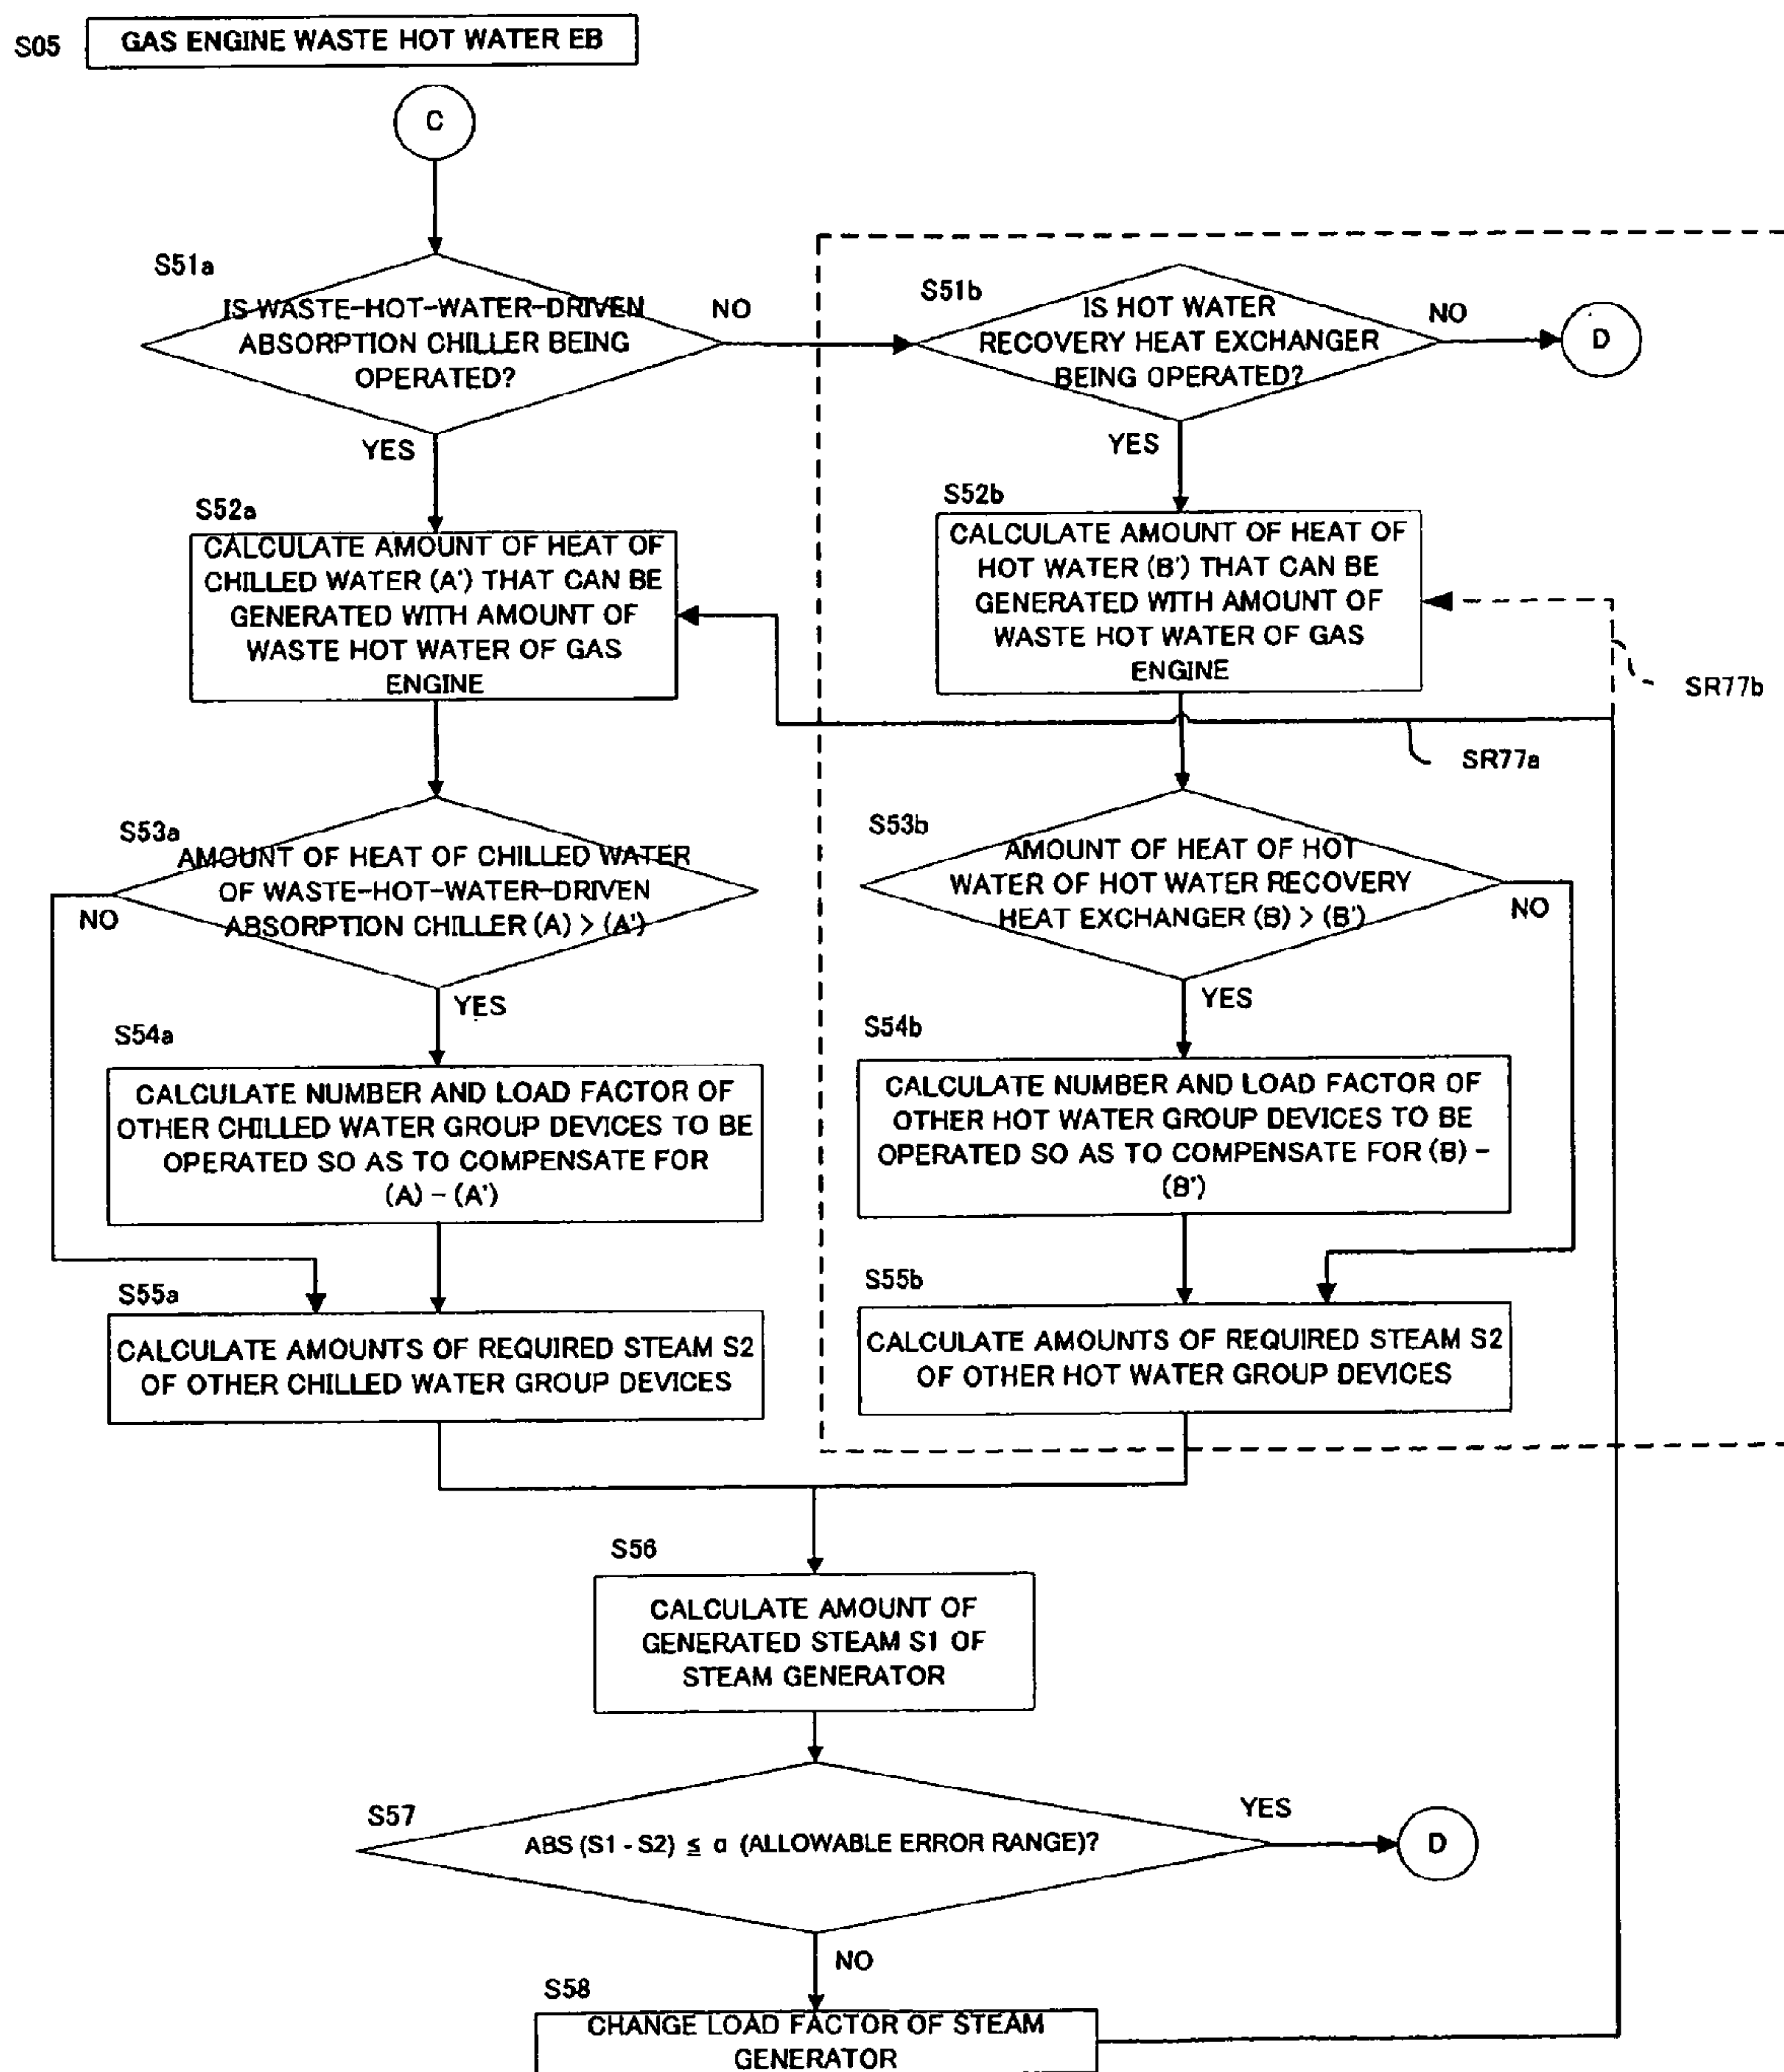 S05
GAS ENGINE WASTE HOT WATER EB
C
S51a
IS WASTE-HOT-WATER-DRIVEN
ABSORPTION CHILLER BEING
OPERATED?
NO
YES
S51b
IS HOT WATER
RECOVERY HEAT EXCHANGER
BEING OPERATED?
NO
D
YES
S52a
CALCULATE AMOUNT OF HEAT OF
CHILLED WATER (A') THAT CAN BE
GENERATED WITH AMOUNT OF
WASTE HOT WATER OF GAS
ENGINE
S52b
CALCULATE AMOUNT OF HEAT OF
HOT WATER (B') THAT CAN BE
GENERATED WITH AMOUNT OF
WASTE HOT WATER OF GAS
ENGINE
SR77b
SR77a
S53a
AMOUNT OF HEAT OF CHILLED WATER
OF WASTE-HOT-WATER-DRIVEN
ABSORPTION CHILLER (A) > (A')
NO
YES
S53b
AMOUNT OF HEAT OF HOT
WATER OF HOT WATER RECOVERY
HEAT EXCHANGER (B) > (B')
NO
YES
S54a
CALCULATE NUMBER AND LOAD FACTOR OF
OTHER CHILLED WATER GROUP DEVICES TO BE
OPERATED SO AS TO COMPENSATE FOR
(A) - (A')
S54b
CALCULATE NUMBER AND LOAD FACTOR OF
OTHER HOT WATER GROUP DEVICES TO BE
OPERATED SO AS TO COMPENSATE FOR (B) -
(B')
S55a
CALCULATE AMOUNTS OF REQUIRED STEAM S2
OF OTHER CHILLED WATER GROUP DEVICES
S55b
CALCULATE AMOUNTS OF REQUIRED STEAM S2
OF OTHER HOT WATER GROUP DEVICES
S56
CALCULATE AMOUNT OF
GENERATED STEAM S1 OF
STEAM GENERATOR
S57
ABS (S1 - S2) ≦ α (ALLOWABLE ERROR RANGE)?
YES
D
NO
S58
CHANGE LOAD FACTOR OF STEAM
GENERATOR